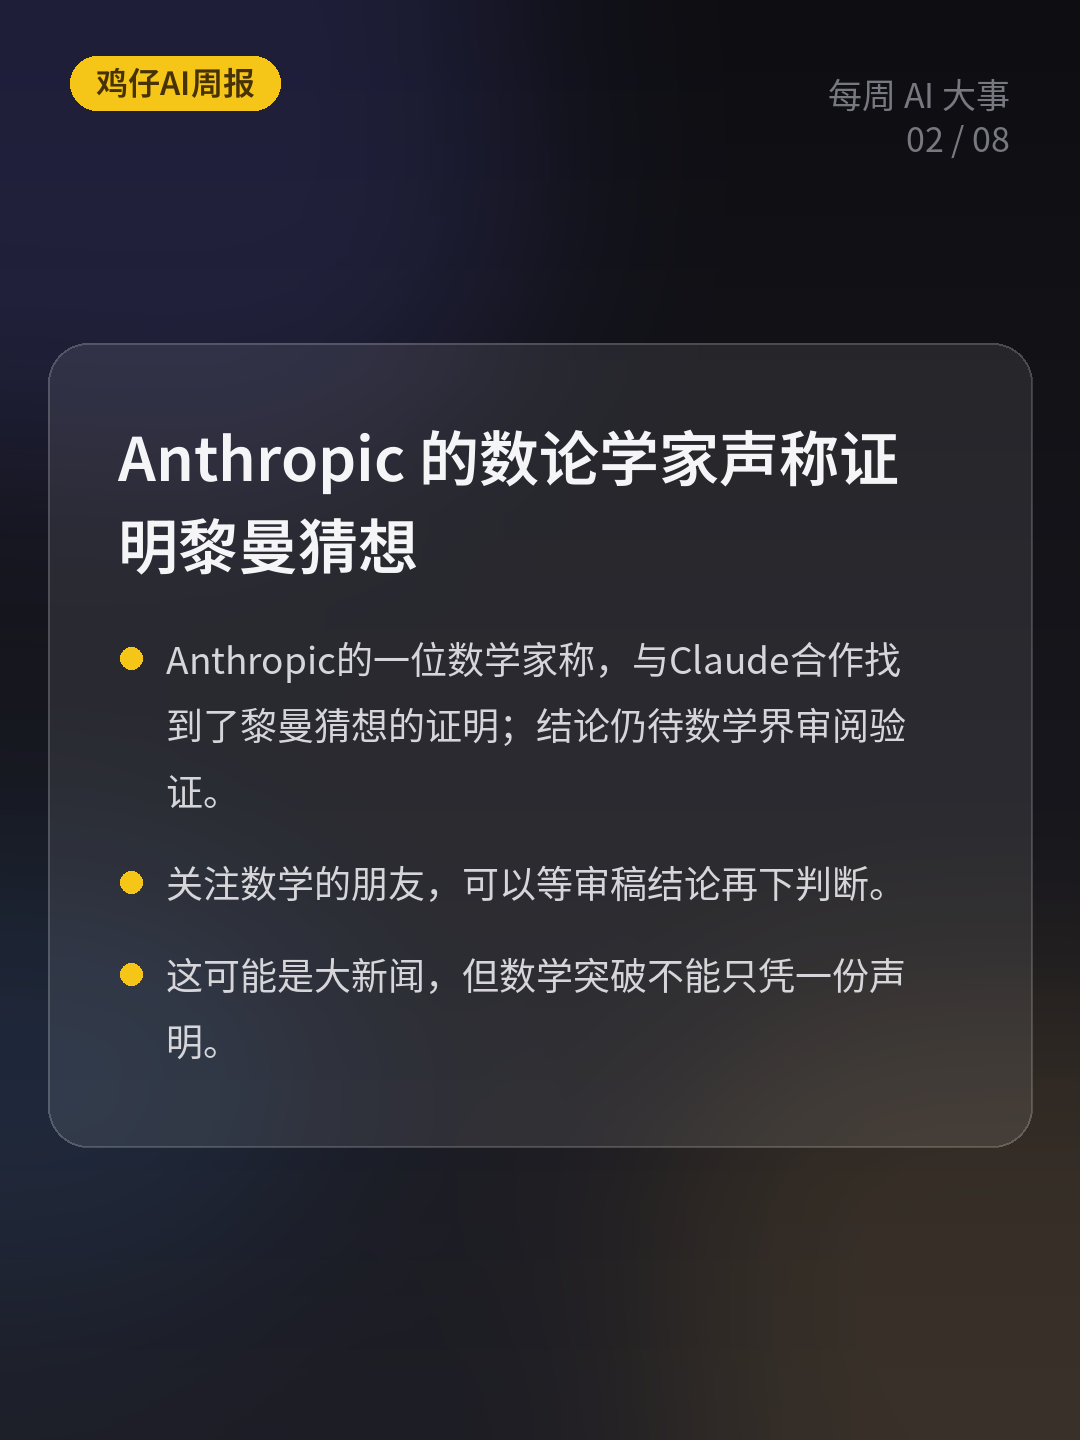 鸡仔AI周报
每周 AI 大事
02 / 08
Anthropic 的数论学家声称证
明黎曼猜想
Anthropic的一位数学家称，与Claude合作找
到了黎曼猜想的证明；结论仍待数学界审阅验
证。
关注数学的朋友，可以等审稿结论再下判断。
这可能是大新闻，但数学突破不能只凭一份声
明。